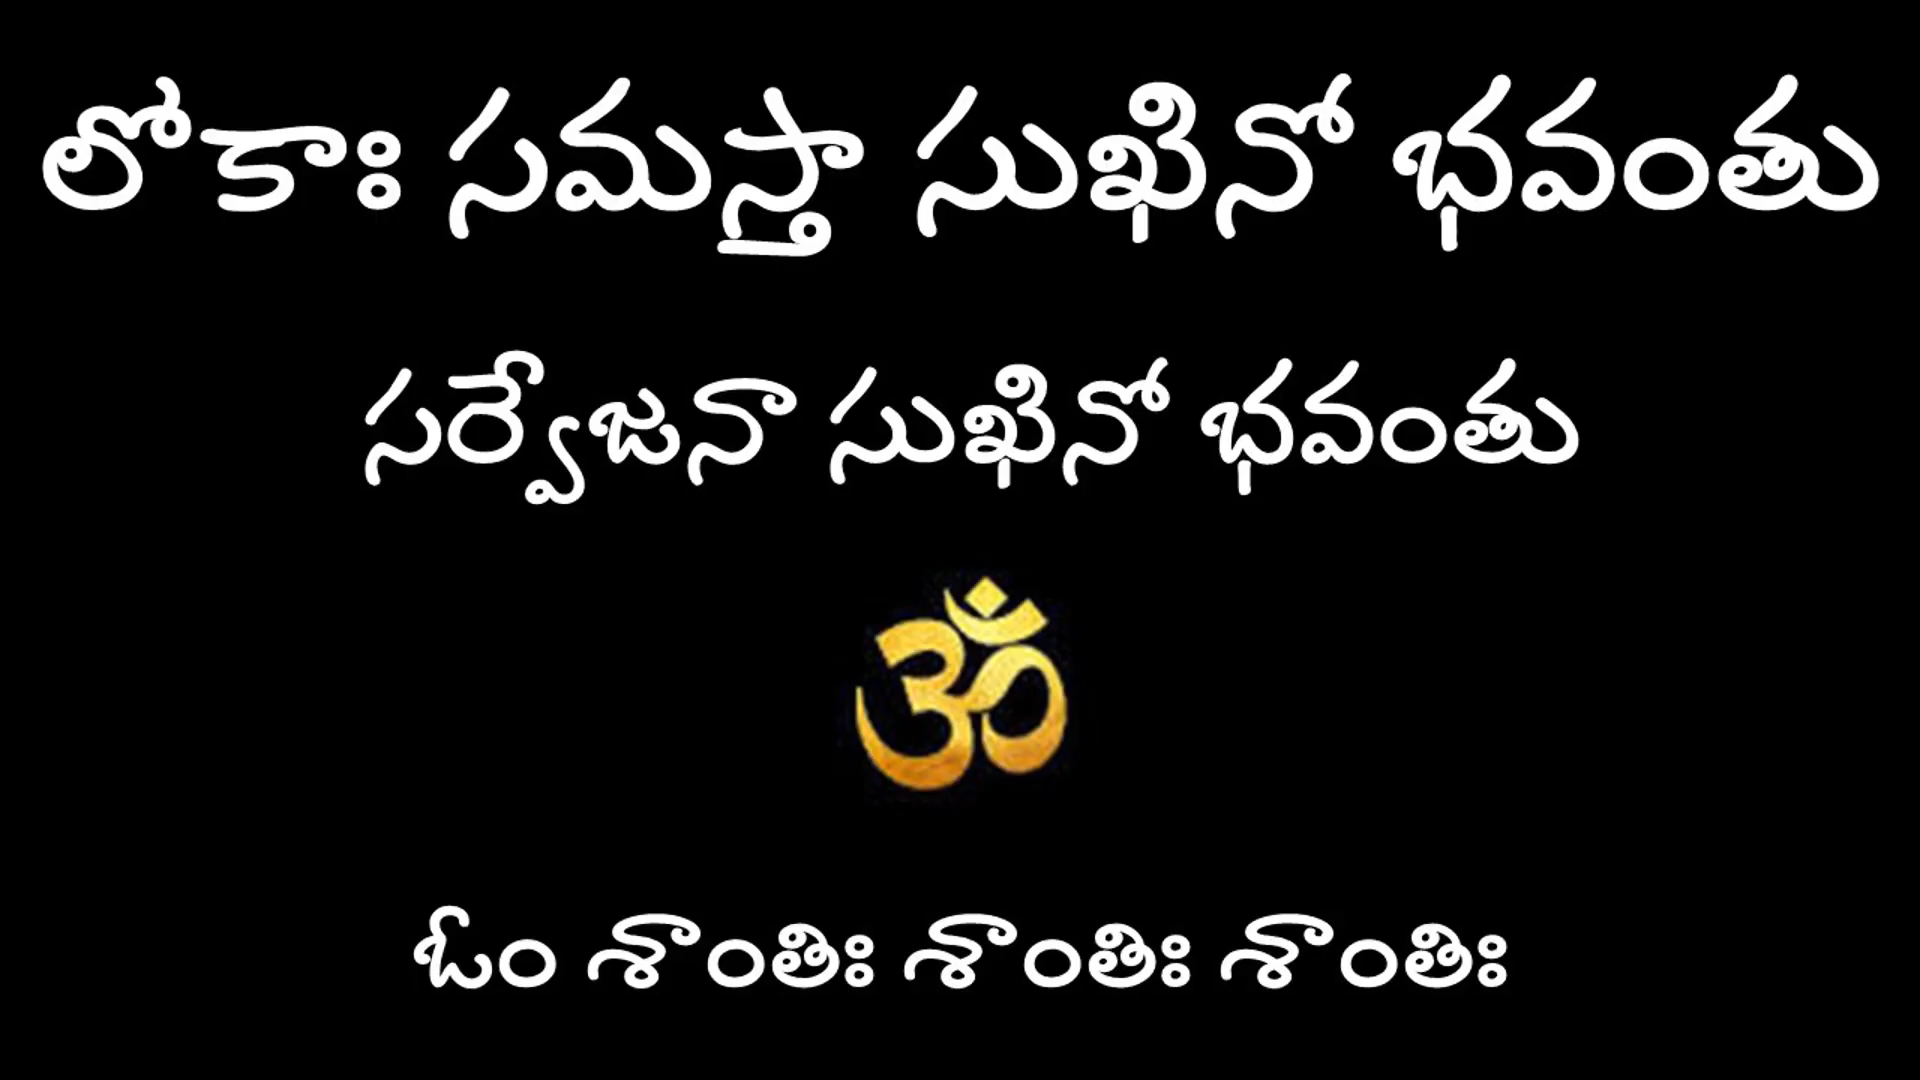 లోకాః సమస్తా సుఖినో భవంతు
సర్వేజనా సుఖినో భవంతు
ॐ
ఓం శాంతిః శాంతిః శాంతిః